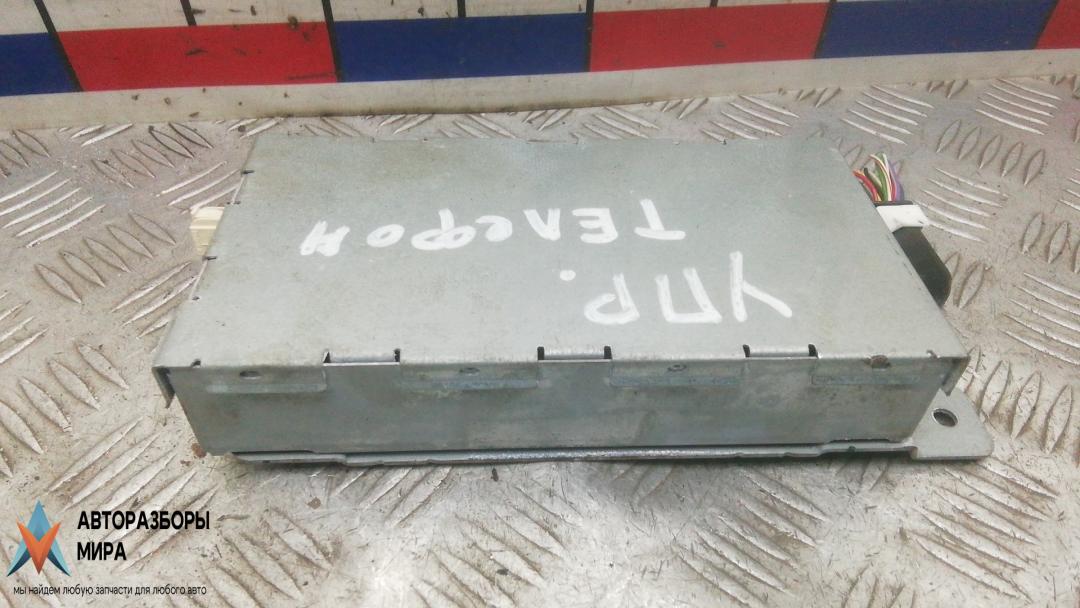 УПР.
ТЕЛЕФОН
АВТОРАЗБОРЫ
МИРА
мы найдем любую запчасти для любого авто